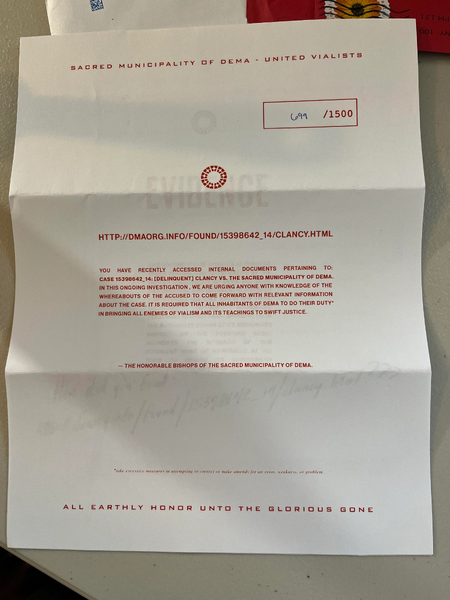 SACRED MUNICIPALITY OF DEMA - UNITED VIALISTS
699 /1500
EVIDENCE
HTTP://DMAORG.INFO/FOUND/15398642_14/CLANCY.HTML
YOU HAVE RECENTLY ACCESSED INTERNAL DOCUMENTS PERTAINING TO:
CASE 15398642_14: [DELINQUENT] CLANCY VS. THE SACRED MUNICIPALITY OF DEMA.
IN THIS ONGOING INVESTIGATION, WE ARE URGING ANYONE WITH KNOWLEDGE OF THE
WHEREABOUTS OF THE ACCUSED TO COME FORWARD WITH RELEVANT INFORMATION
ABOUT THE CASE. IT IS REQUIRED THAT ALL INHABITANTS OF DEMA TO DO THEIR DUTY*
IN BRINGING ALL ENEMIES OF VIALISM AND ITS TEACHINGS TO SWIFT JUSTICE.
— THE HONORABLE BISHOPS OF THE SACRED MUNICIPALITY OF DEMA.
ALL EARTHLY HONOR UNTO THE GLORIOUS GONE